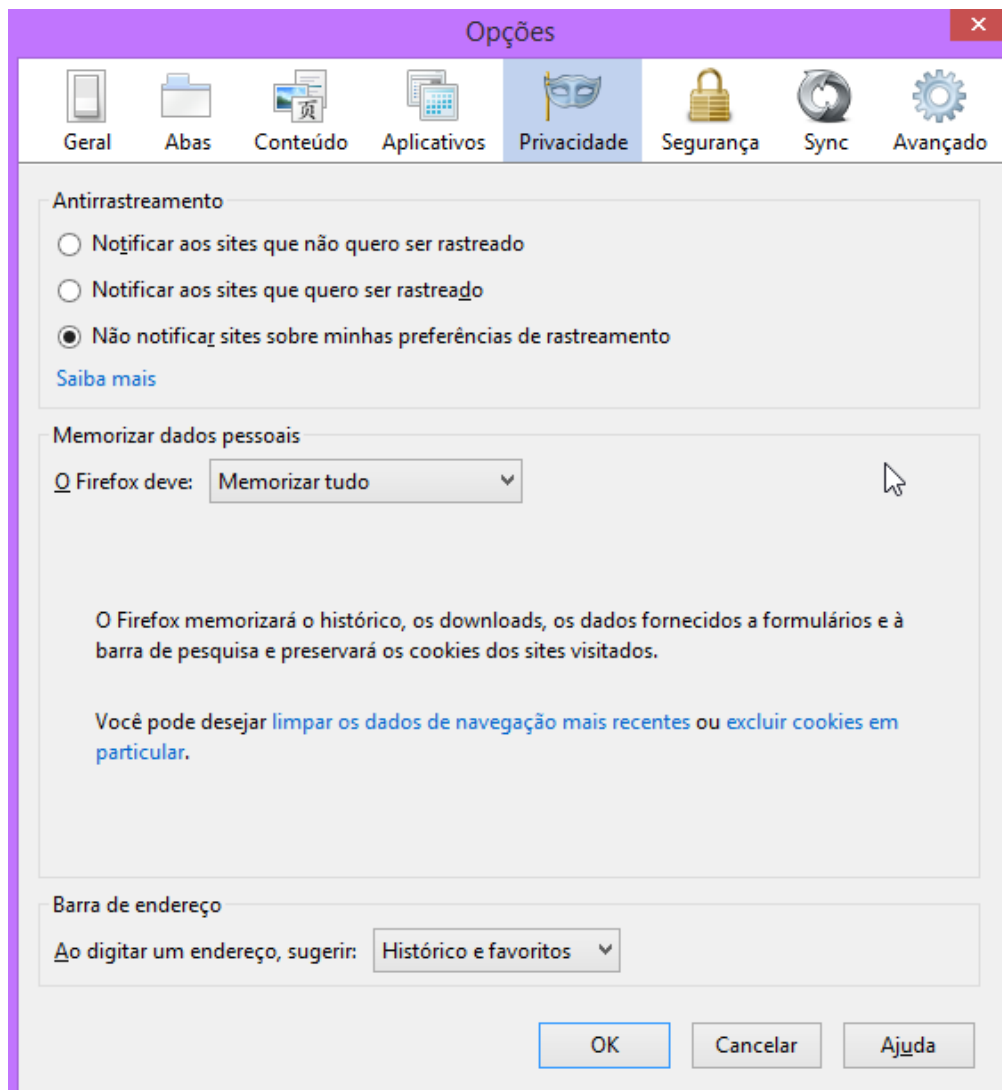 Opções
Geral Abas Conteúdo Aplicativos Privacidade Segurança Sync Avançado
Antirrastreamento
Notificar aos sites que não quero ser rastreado
Notificar aos sites que quero ser rastreado
Não notificar sites sobre minhas preferências de rastreamento
Saiba mais
Memorizar dados pessoais
O Firefox deve: Memorizar tudo
O Firefox memorizará o histórico, os downloads, os dados fornecidos a formulários e à
barra de pesquisa e preservará os cookies dos sites visitados.
Você pode desejar limpar os dados de navegação mais recentes ou excluir cookies em
particular.
Barra de endereço
Ao digitar um endereço, sugerir: Histórico e favoritos
OK Cancelar Ajuda